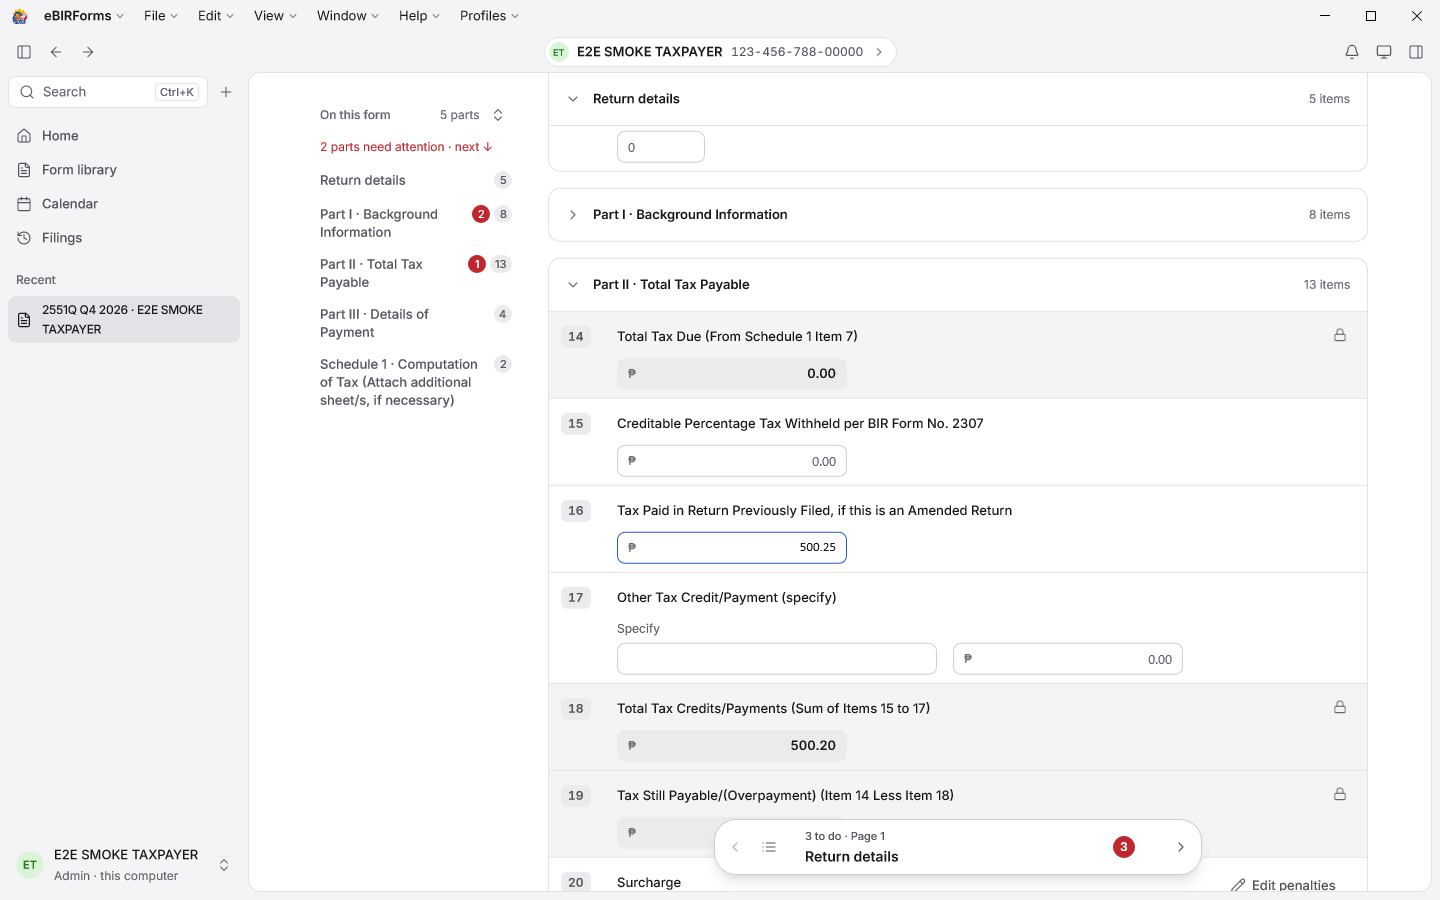 eBIRForms File Edit View Window Help Profiles
ET E2E SMOKE TAXPAYER 123-456-788-00000
Search Ctrl+K
Home
Form library
Calendar
Filings
Recent
2551Q Q4 2026 · E2E SMOKE
TAXPAYER
ET E2E SMOKE TAXPAYER
Admin · this computer
On this form 5 parts
2 parts need attention · next ↓
Return details 5
Part I · Background
Information 2 8
Part II · Total Tax
Payable 1 13
Part III · Details of
Payment 4
Schedule 1 · Computation
of Tax (Attach additional
sheet/s, if necessary) 2
Return details 5 items
0
Part I · Background Information 8 items
Part II · Total Tax Payable 13 items
14 Total Tax Due (From Schedule 1 Item 7)
₱ 0.00
15 Creditable Percentage Tax Withheld per BIR Form No. 2307
₱ 0.00
16 Tax Paid in Return Previously Filed, if this is an Amended Return
₱ 500.25
17 Other Tax Credit/Payment (specify)
Specify
₱ 0.00
18 Total Tax Credits/Payments (Sum of Items 15 to 17)
₱ 500.20
19 Tax Still Payable/(Overpayment) (Item 14 Less Item 18)
₱
3 to do · Page 1
Return details 3
20 Surcharge Edit penalties